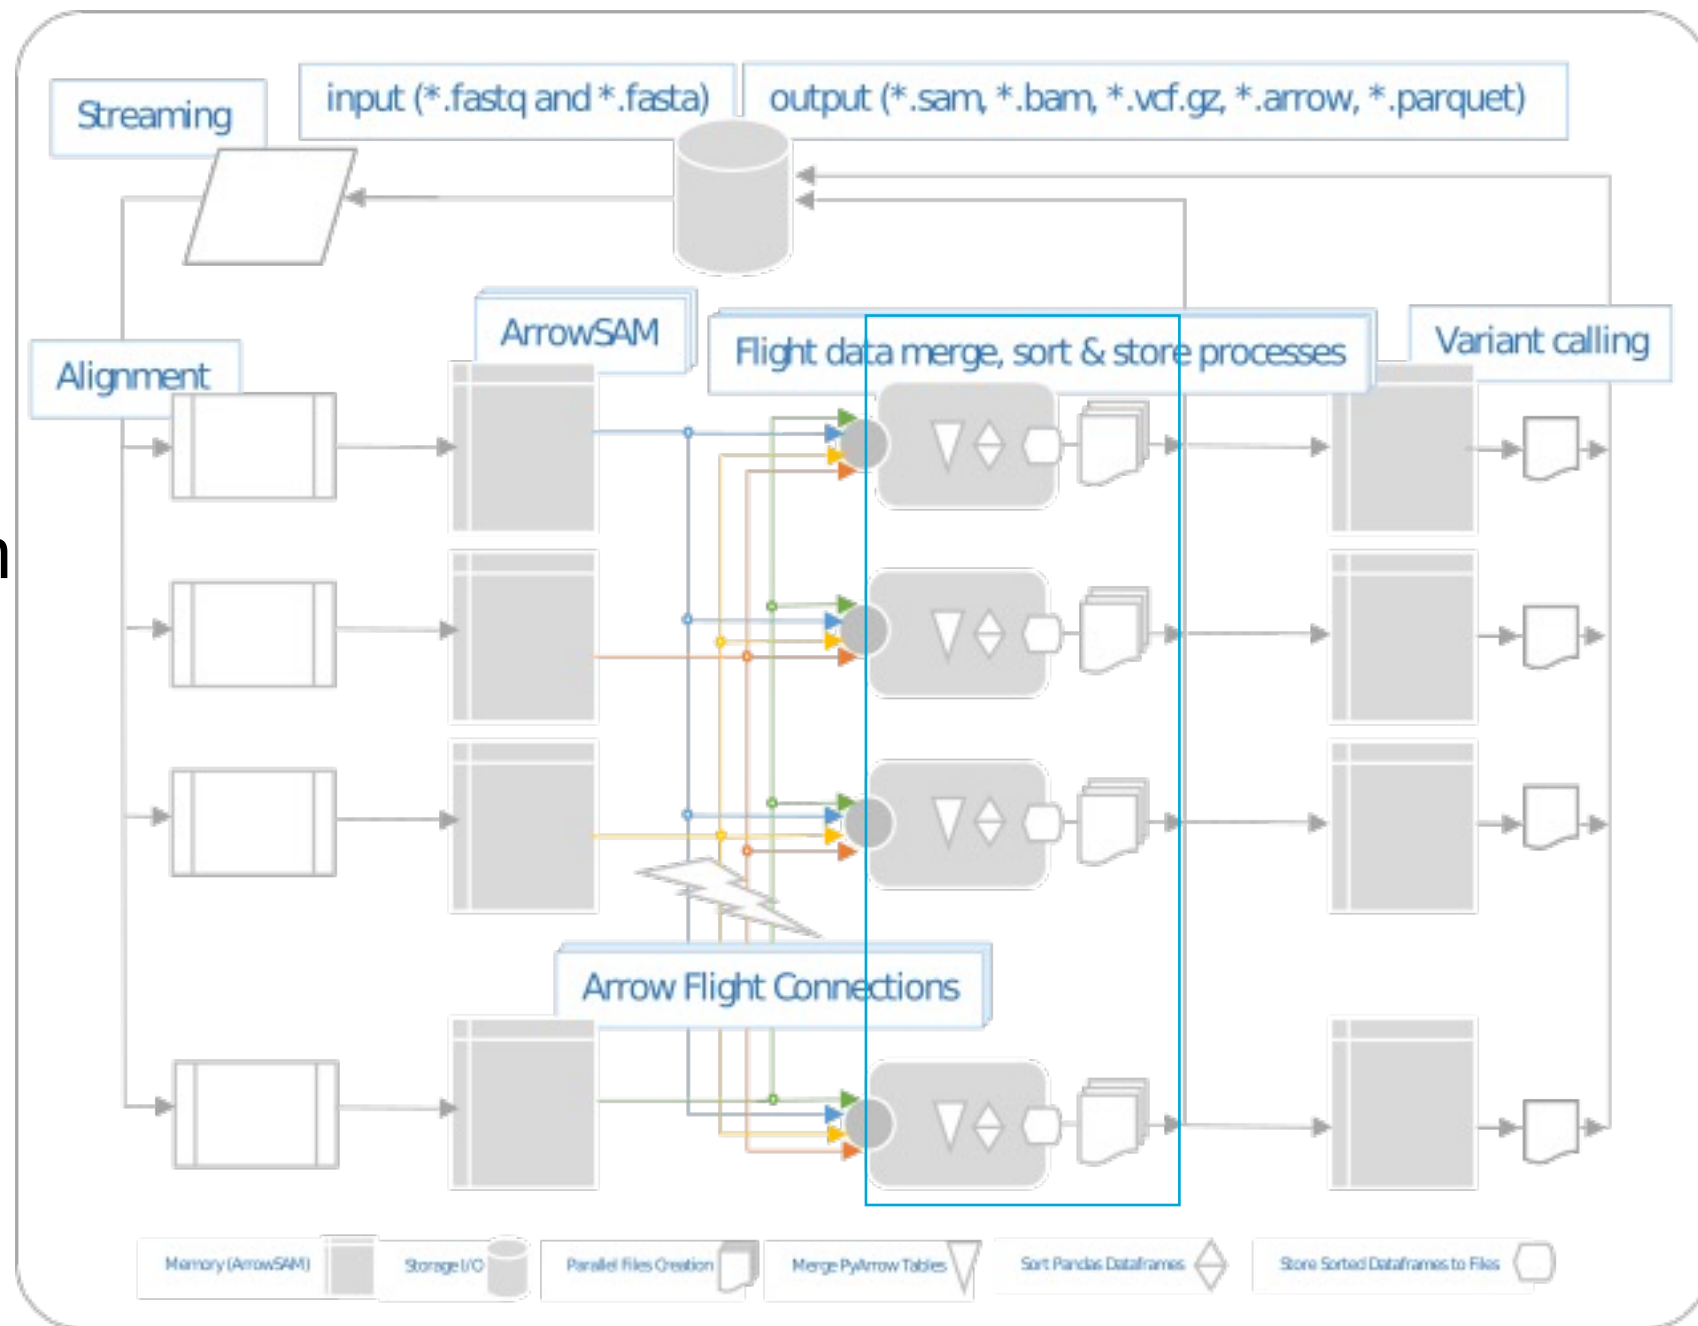 Streaming
input (*.fastq and *.fasta)
output (*.sam, *.bam, *.vcf.gz, *.arrow, *.parquet)
ArrowSAM
Flight data merge, sort & store processes
Variant calling
Alignment
n
Arrow Flight Connections
Memory (ArrowSAM)
Storage I/O
Parallel Files Creation
Merge PyArrow Tables
Sort Pandas Dataframes
Store Sorted Dataframes to Files